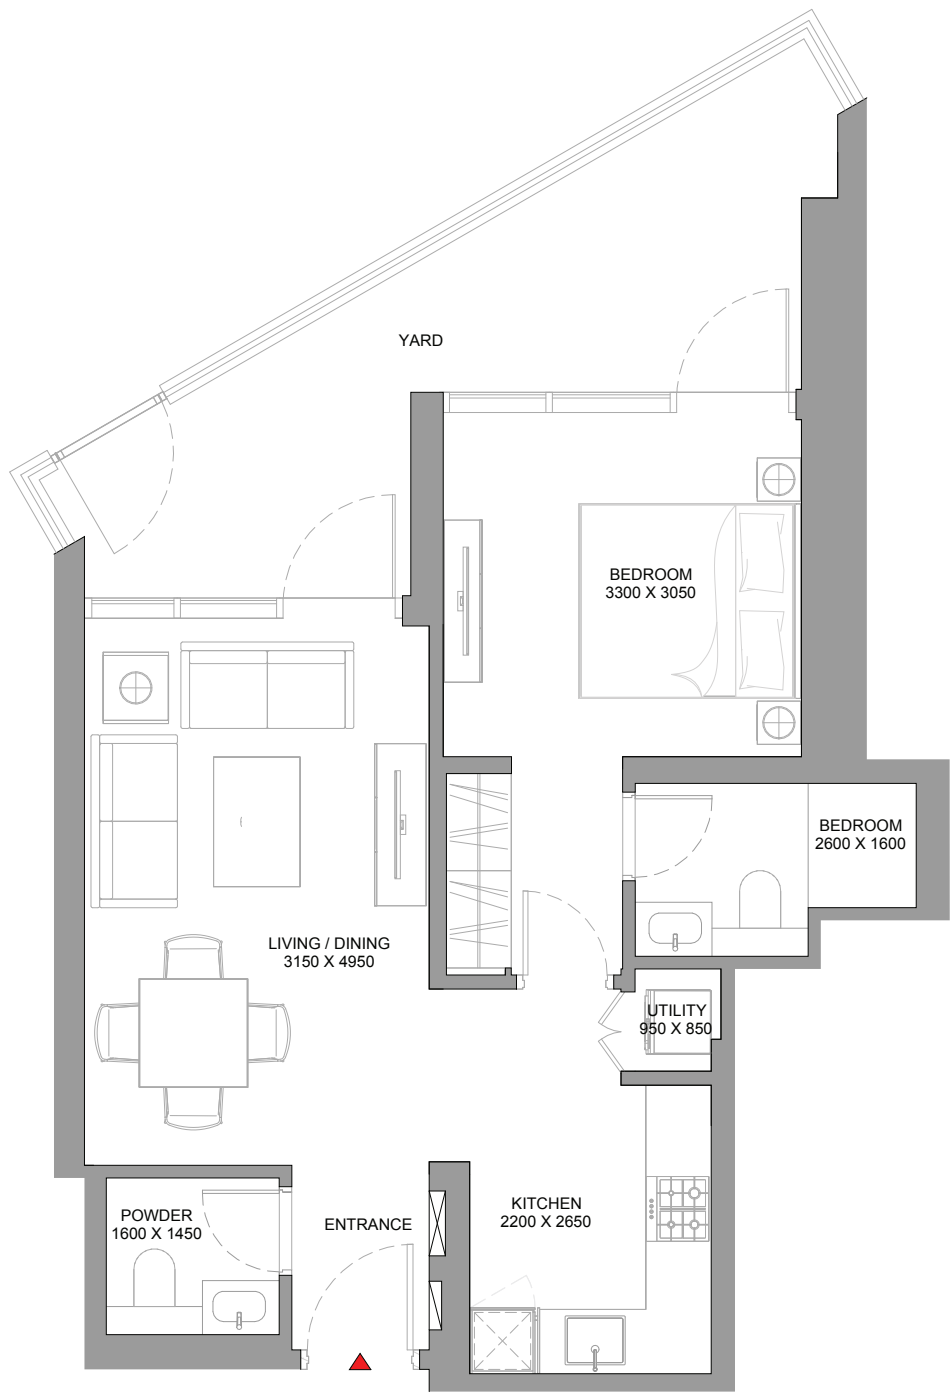 YARD
BEDROOM
3300 X 3050
BEDROOM
2600 X 1600
LIVING / DINING
3150 X 4950
UTILITY
950 X 850
KITCHEN
2200 X 2650
POWDER
1600 X 1450
ENTRANCE